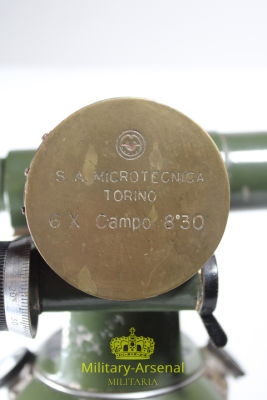 S. A. MICROTECNICA
TORINO
6 X Campo 8°30
Military-Arsenal
MILITARIA